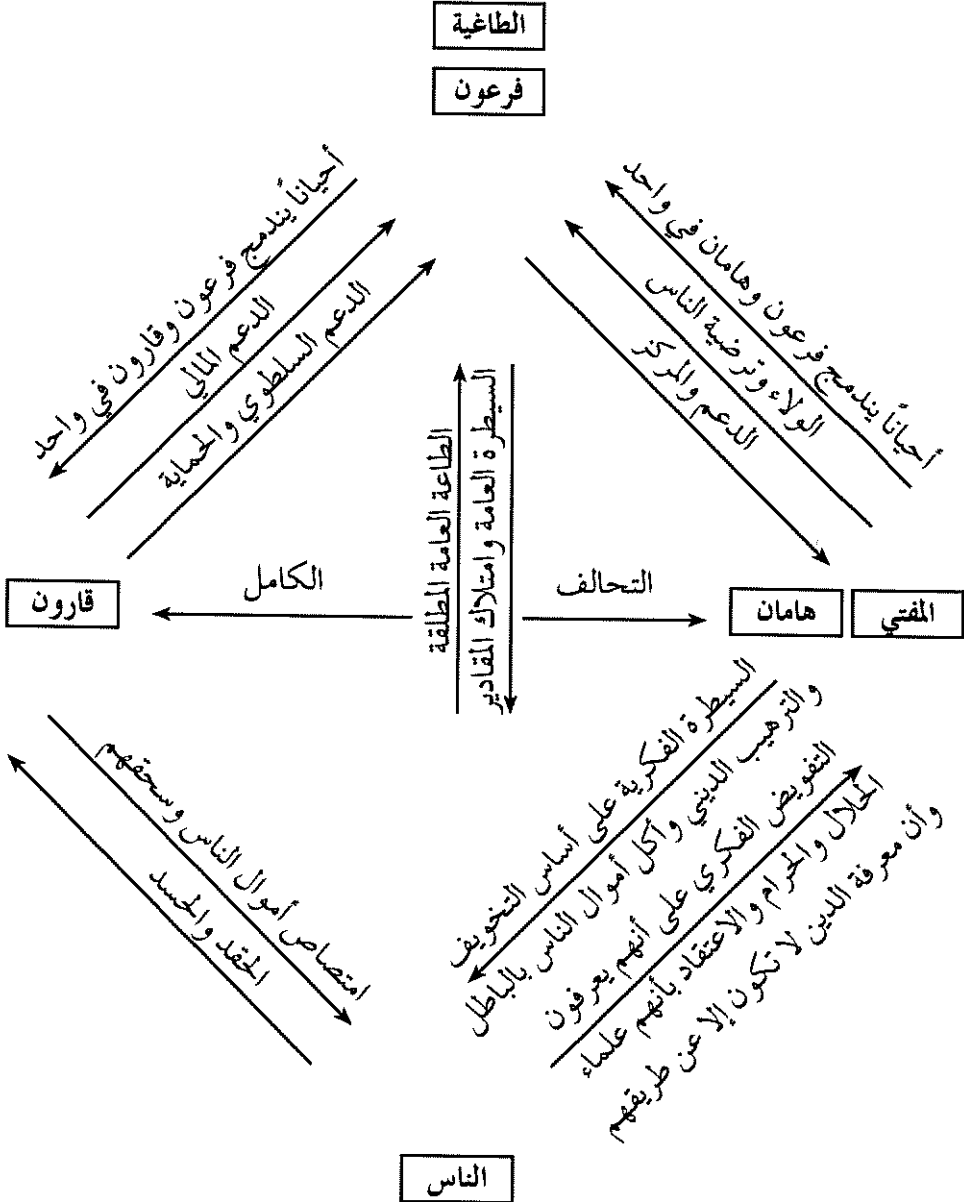 الطاغية
فرعون
أحيانًا يندمج فرعون وقارون في واحد
الدعم المالي
الدعم السلطوي والحماية
أحيانًا يندمج فرعون وهامان في واحد
الولاء وترضية الناس
الدعم والمركز
السيطرة العامة وامتلاك المقادير
الطاعة العامة المطلقة
التحالف
الكامل
المفتي
هامان
قارون
السيطرة الفكرية على أساس التخويف
والترهيب الديني وأكل أموال الناس بالباطل
التفويض الفكري على أنهم يعرفون
الحلال والحرام والاعتقاد بأنهم علماء
وأن معرفة الدين لا تكون إلا عن طريقهم
امتصاص أموال الناس وسحقهم
الحقد والحسد
الناس